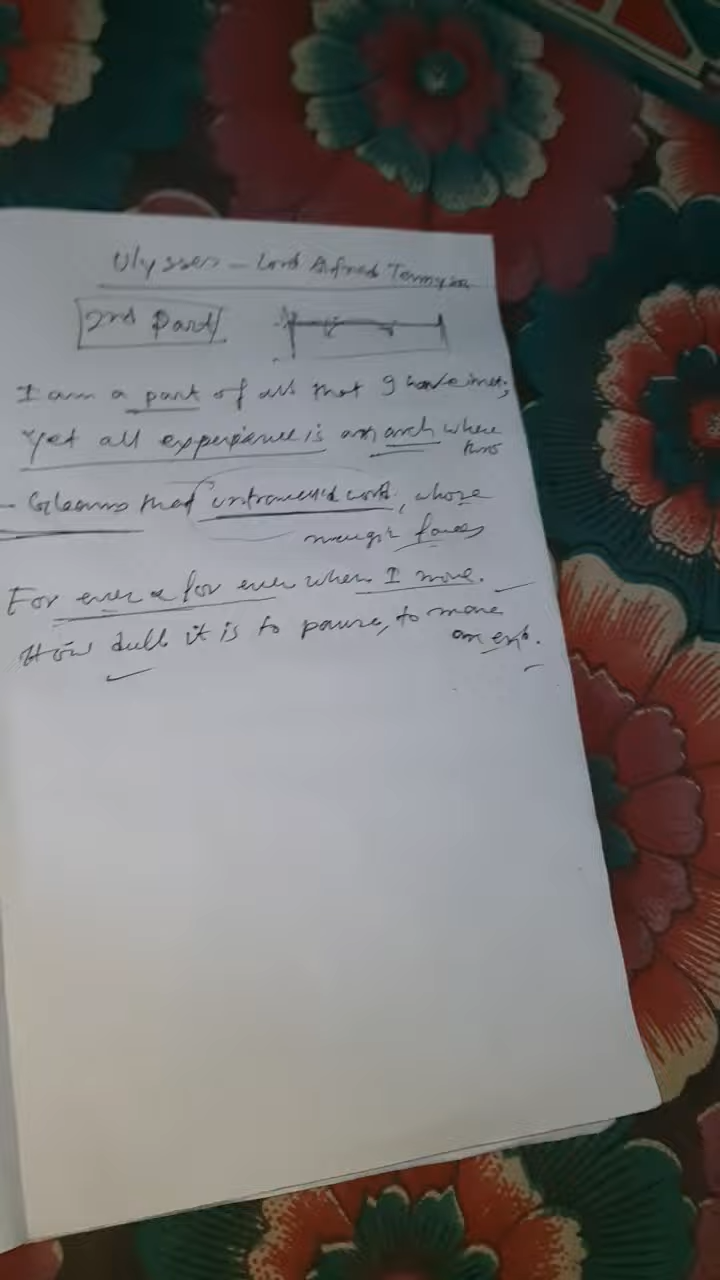 Ulysses – Lord Alfred Tennyson
2nd Part
I am a part of all that I have met;
Yet all experience is an arch where
thro'
– Gleams that untravell'd world, whose
margin fades
For ever & for ever when I move.
How dull it is to pause, to make
an end.